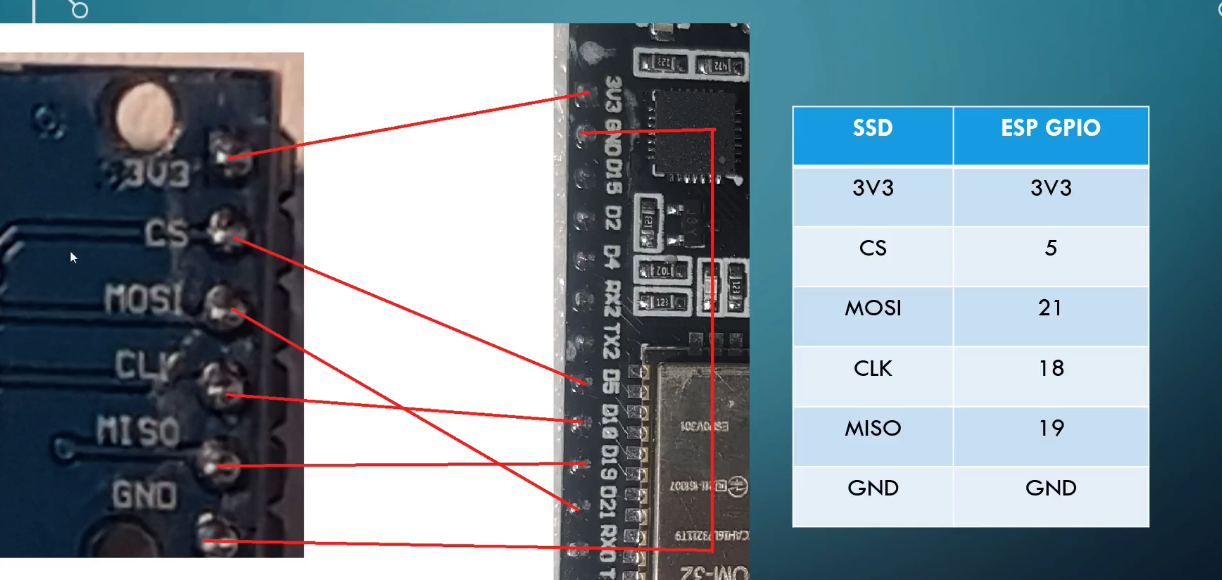 3V3
CS
MOSI
CLK
MISO
GND
3V3
GND
D15
D2
D4
RX2
TX2
D5
D18
D19
D21
RX0
SSD ESP GPIO
3V3 3V3
CS 5
MOSI 21
CLK 18
MISO 19
GND GND